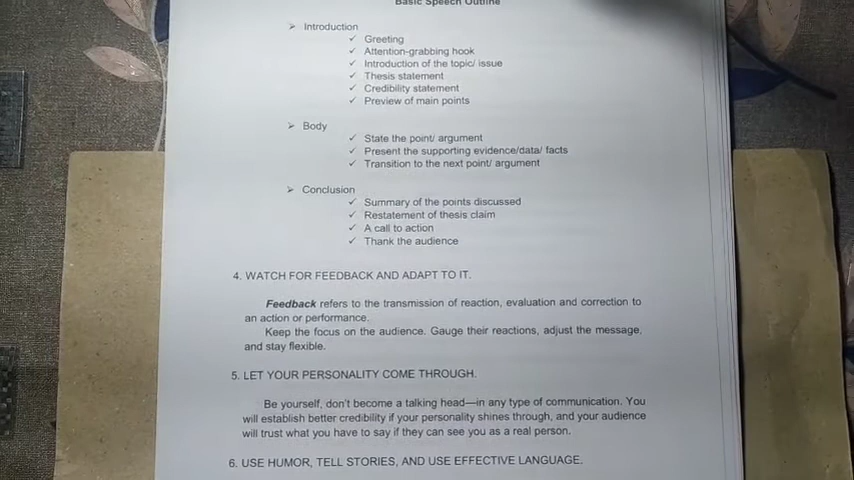 Basic Speech Outline
➢ Introduction
✓ Greeting
✓ Attention-grabbing hook
✓ Introduction of the topic/ issue
✓ Thesis statement
✓ Credibility statement
✓ Preview of main points
➢ Body
✓ State the point/ argument
✓ Present the supporting evidence/data/ facts
✓ Transition to the next point/ argument
➢ Conclusion
✓ Summary of the points discussed
✓ Restatement of thesis claim
✓ A call to action
✓ Thank the audience
4. WATCH FOR FEEDBACK AND ADAPT TO IT.
Feedback refers to the transmission of reaction, evaluation and correction to
an action or performance.
Keep the focus on the audience. Gauge their reactions, adjust the message,
and stay flexible.
5. LET YOUR PERSONALITY COME THROUGH.
Be yourself, don't become a talking head—in any type of communication. You
will establish better credibility if your personality shines through, and your audience
will trust what you have to say if they can see you as a real person.
6. USE HUMOR, TELL STORIES, AND USE EFFECTIVE LANGUAGE.